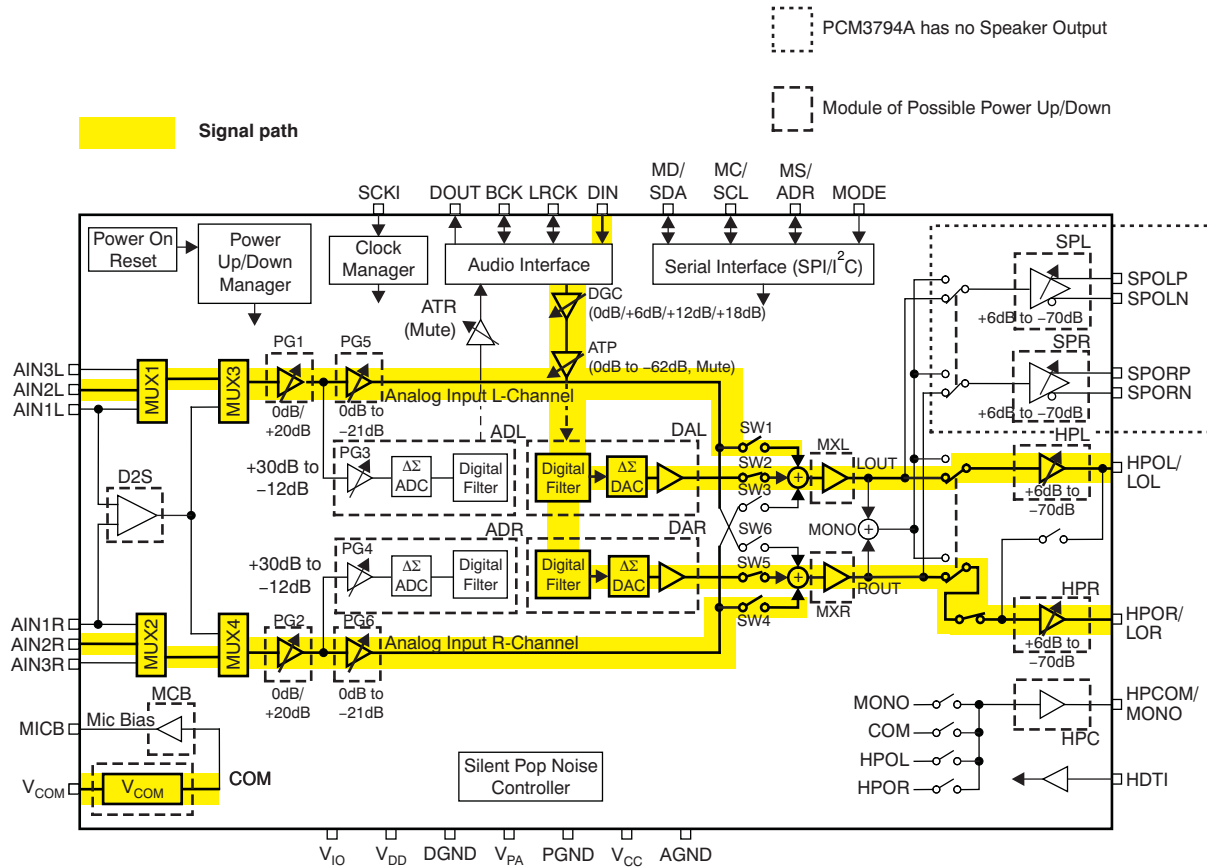 PCM3794A has no Speaker Output
Module of Possible Power Up/Down
Signal path
SCKI
DOUT
BCK
LRCK
DIN
MD/
SDA
MC/
SCL
MS/
ADR
MODE
Power On
Reset
Power
Up/Down
Manager
Clock
Manager
Audio Interface
Serial Interface (SPI/I²C)
ATR
(Mute)
DGC
(0dB/+6dB/+12dB/+18dB)
ATP
(0dB to −62dB, Mute)
SPL
SPOLP
SPOLN
+6dB to −70dB
SPR
SPORP
SPORN
+6dB to −70dB
AIN3L
AIN2L
AIN1L
MUX1
MUX3
PG1
0dB/
+20dB
PG5
0dB to
−21dB
Analog Input L-Channel
ADL
PG3
+30dB to
−12dB
ΔΣ
ADC
Digital
Filter
DAL
Digital
Filter
ΔΣ
DAC
SW1
SW2
SW3
SW6
SW5
SW4
MXL
LOUT
MONO
ROUT
MXR
HPL
HPOL/
LOL
+6dB to
−70dB
D2S
ADR
PG4
+30dB to
−12dB
ΔΣ
ADC
Digital
Filter
DAR
Digital
Filter
ΔΣ
DAC
HPR
HPOR/
LOR
+6dB to
−70dB
AIN1R
AIN2R
AIN3R
MUX2
MUX4
PG2
0dB/
+20dB
PG6
0dB to
−21dB
Analog Input R-Channel
MCB
MICB
Mic Bias
COM
VCOM
VCOM
Silent Pop Noise
Controller
MONO
COM
HPOL
HPOR
HPCOM/
MONO
HPC
HDTI
VIO
VDD
DGND
VPA
PGND
VCC
AGND